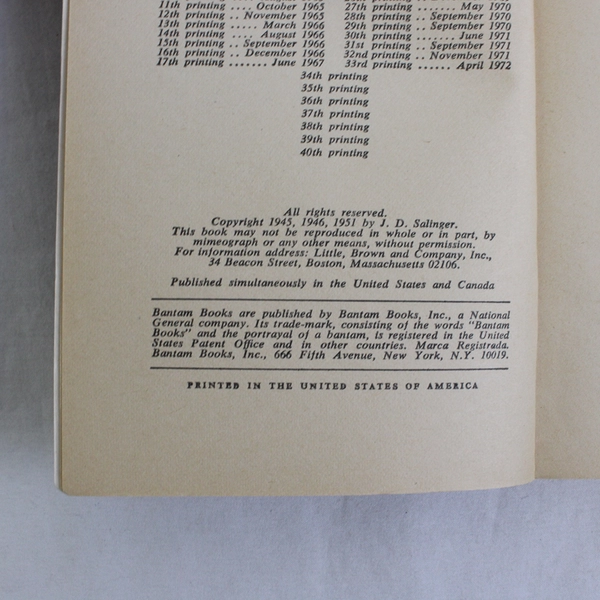 11th printing .... October 1965
12th printing .. November 1965
13th printing ..... March 1966
14th printing .... August 1966
15th printing .. September 1966
16th printing .. December 1966
17th printing ....... June 1967
27th printing ....... May 1970
28th printing .. September 1970
29th printing .. September 1970
30th printing ....... June 1971
31st printing .. September 1971
32nd printing .. November 1971
33rd printing ...... April 1972
34th printing
35th printing
36th printing
37th printing
38th printing
39th printing
40th printing
All rights reserved.
Copyright 1945, 1946, 1951 by J. D. Salinger.
This book may not be reproduced in whole or in part, by
mimeograph or any other means, without permission.
For information address: Little, Brown and Company, Inc.,
34 Beacon Street, Boston, Massachusetts 02106.
Published simultaneously in the United States and Canada
Bantam Books are published by Bantam Books, Inc., a National
General company. Its trade-mark, consisting of the words "Bantam
Books" and the portrayal of a bantam, is registered in the United
States Patent Office and in other countries. Marca Registrada.
Bantam Books, Inc., 666 Fifth Avenue, New York, N.Y. 10019.
PRINTED IN THE UNITED STATES OF AMERICA